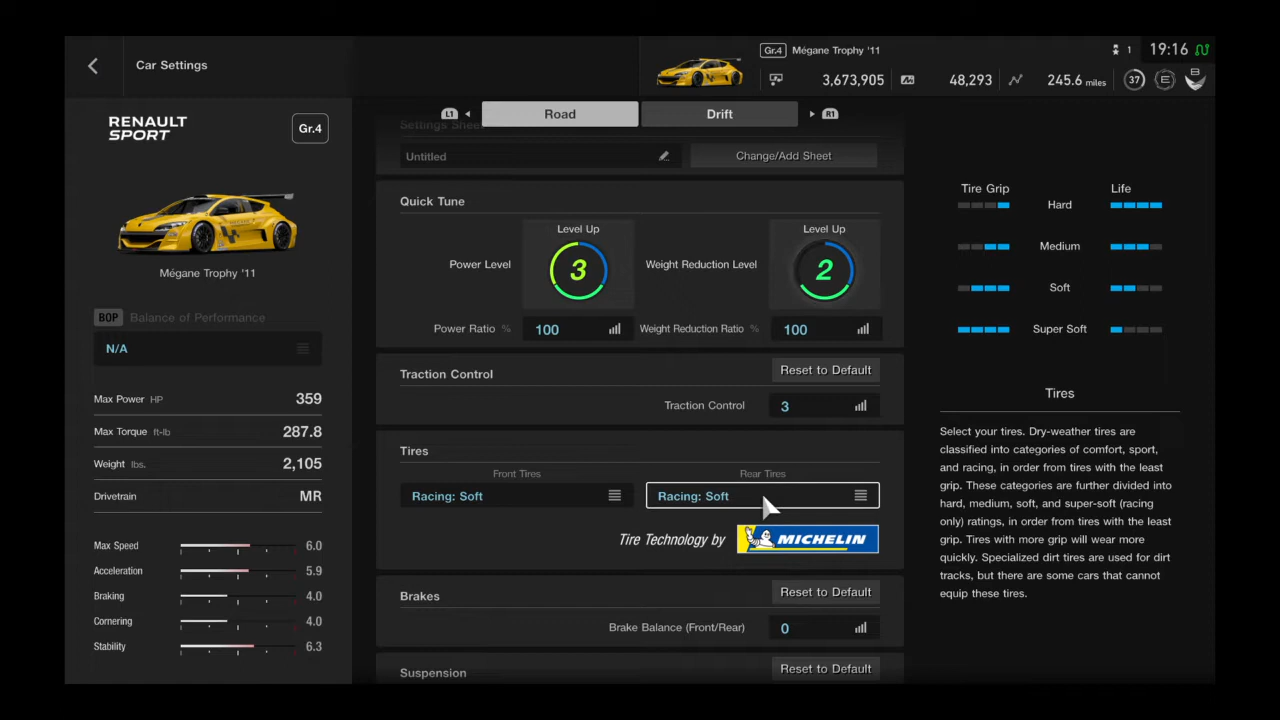 Gr.4 Mégane Trophy '11
1 19:16
Car Settings
3,673,905 48,293 245.6 miles 37 E B
L1 Road Drift R1
RENAULT
SPORT
Gr.4
Settings Sheet
Untitled Change/Add Sheet
Quick Tune
Level Up Level Up
Power Level 3 Weight Reduction Level 2
Power Ratio % 100 Weight Reduction Ratio % 100
Mégane Trophy '11
BOP Balance of Performance
N/A
Max Power HP 359
Max Torque ft-lb 287.8
Weight lbs. 2,105
Drivetrain MR
Max Speed 6.0
Acceleration 5.9
Braking 4.0
Cornering 4.0
Stability 6.3
Traction Control Reset to Default
Traction Control 3
Tires
Front Tires Rear Tires
Racing: Soft Racing: Soft
Tire Technology by MICHELIN
Brakes Reset to Default
Brake Balance (Front/Rear) 0
Suspension Reset to Default
Tire Grip Life
Hard
Medium
Soft
Super Soft
Tires
Select your tires. Dry-weather tires are
classified into categories of comfort, sport,
and racing, in order from tires with the least
grip. These categories are further divided into
hard, medium, soft, and super-soft (racing
only) ratings, in order from tires with the least
grip. Tires with more grip will wear more
quickly. Specialized dirt tires are used for dirt
tracks, but there are some cars that cannot
equip these tires.